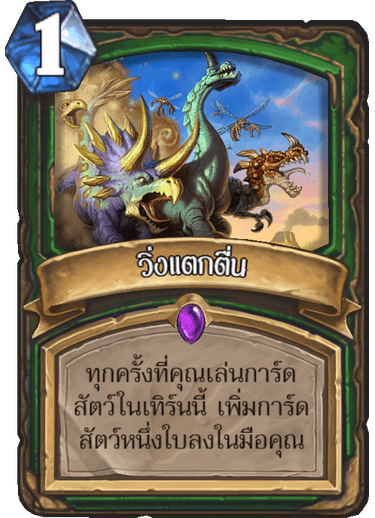 1
วิ่งแตกตื่น
ทุกครั้งที่คุณเล่นการ์ด
สัตว์ในเทิร์นนี้ เพิ่มการ์ด
สัตว์หนึ่งใบลงในมือคุณ